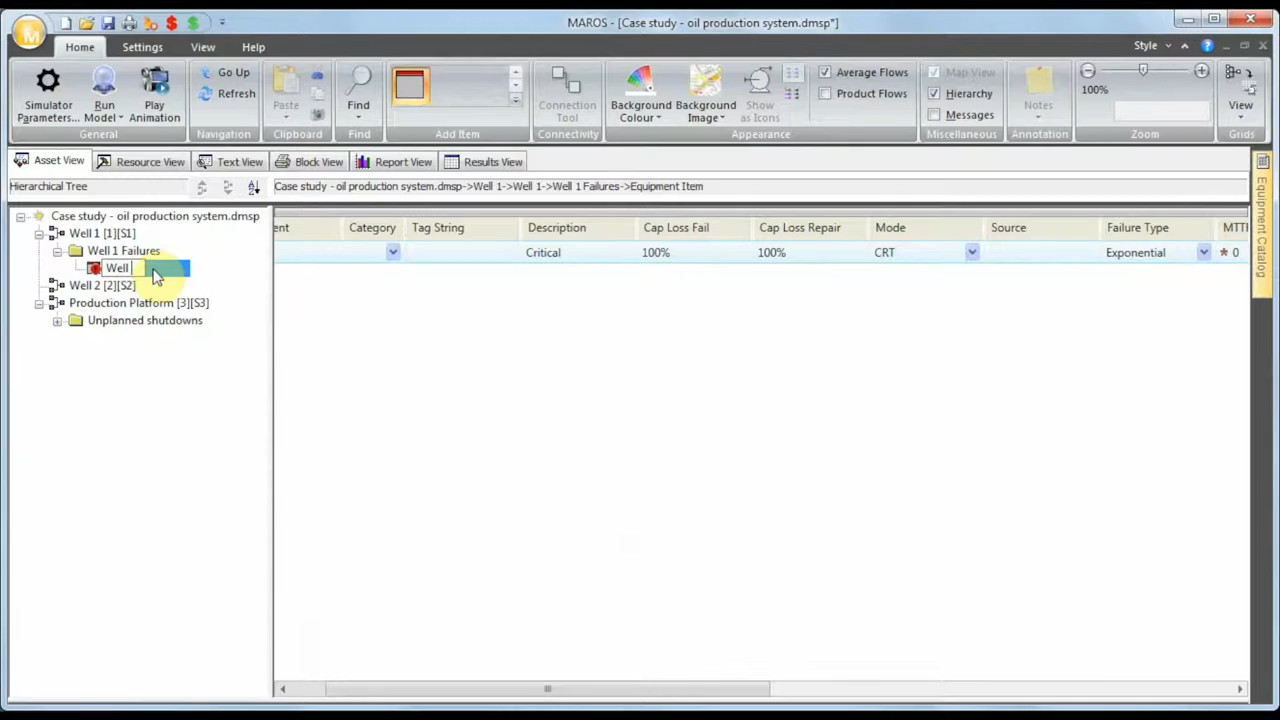 MAROS - [Case study - oil production system.dmsp*]
M
$ $
Home Settings View Help
Style
Simulator Parameters... Run Model Play Animation
General
Go Up
Refresh
Navigation
Paste
Clipboard
Find
Find
Add Item
Connection Tool
Connectivity
Background Colour Background Image Show as Icons
Average Flows
Product Flows
Appearance
Map View
Hierarchy
Messages
Miscellaneous
Notes
Annotation
100%
Zoom
View
Grids
Asset View Resource View Text View Block View Report View Results View
Hierarchical Tree
Case study - oil production system.dmsp->Well 1->Well 1->Well 1 Failures->Equipment Item
Case study - oil production system.dmsp
Well 1 [1][S1]
Well 1 Failures
Well
Well 2 [2][S2]
Production Platform [3][S3]
Unplanned shutdowns
ent Category Tag String Description Cap Loss Fail Cap Loss Repair Mode Source Failure Type MTT
Critical 100% 100% CRT Exponential * 0
Equipment Catalog